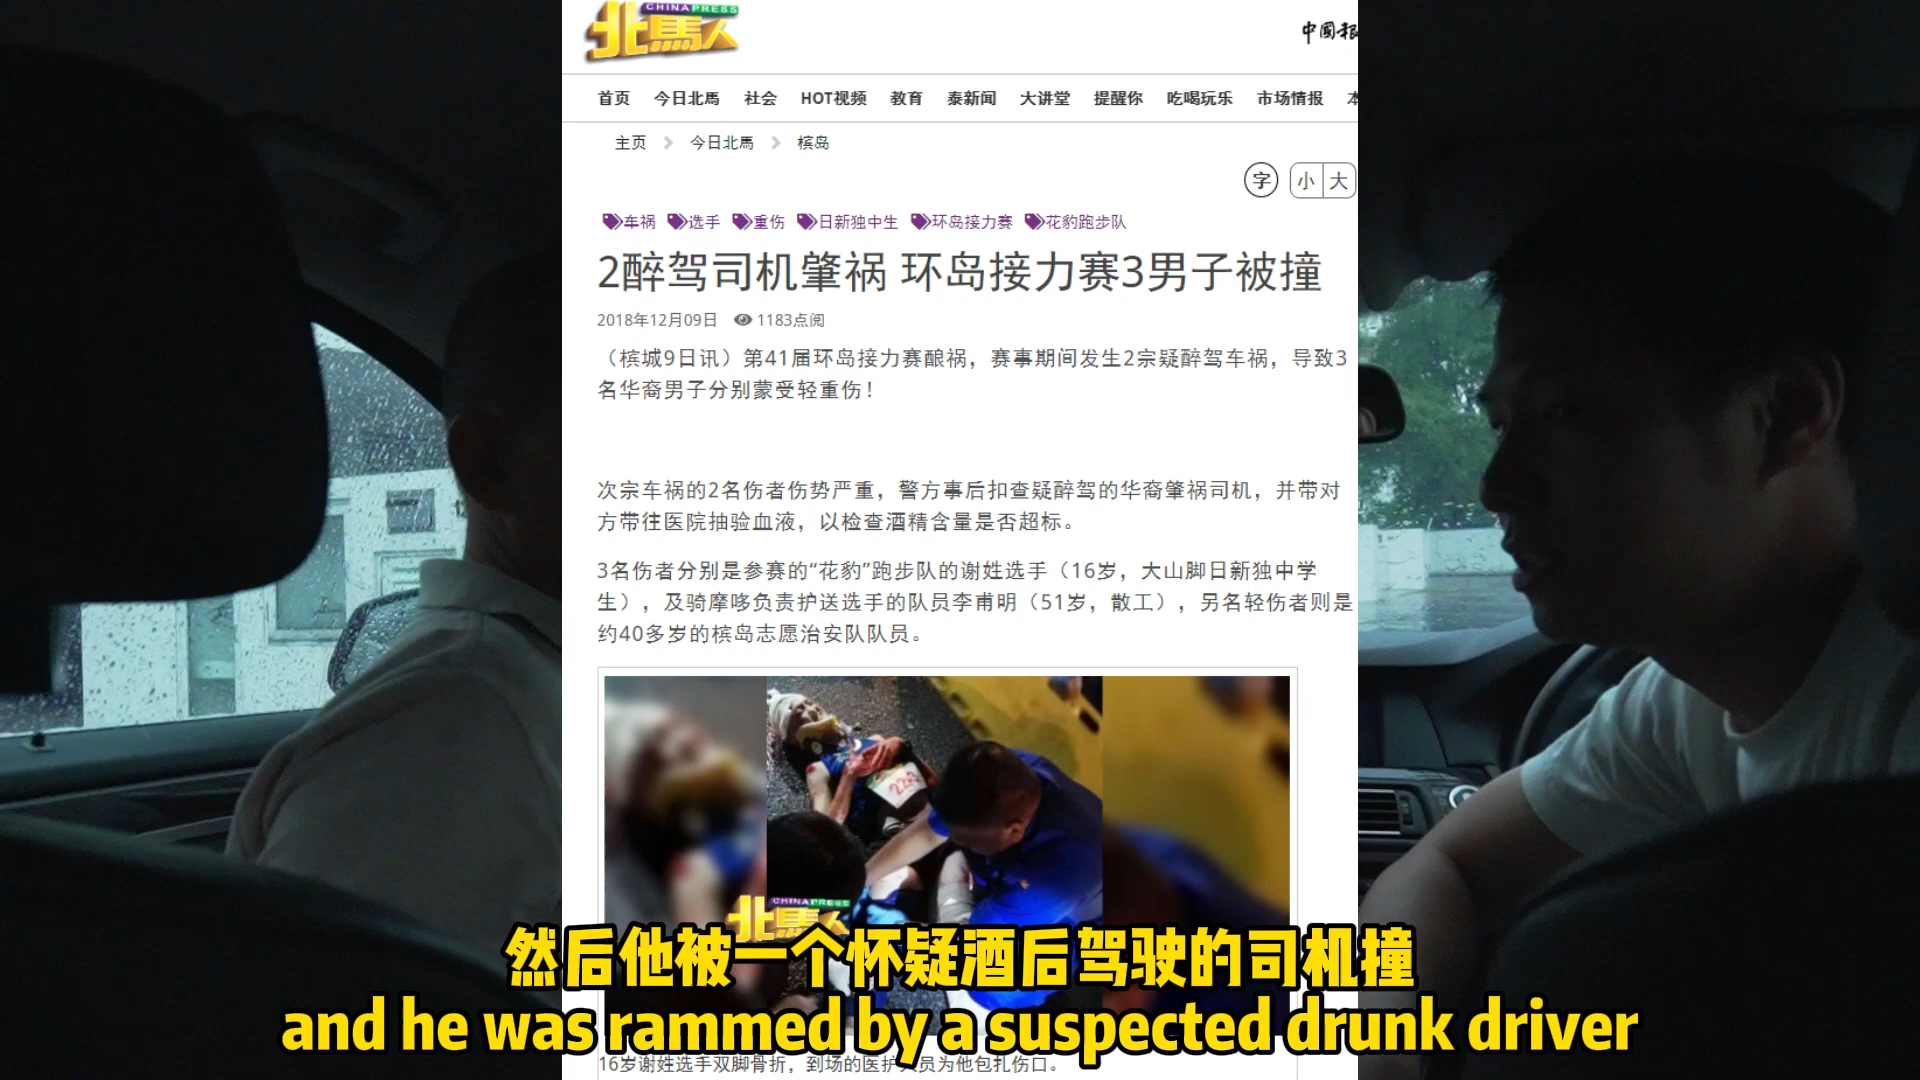 CHINA PRESS
北馬人
中國報
首页 今日北馬 社会 HOT视频 教育 泰新闻 大讲堂 提醒你 吃喝玩乐 市场情报
主页 今日北馬 槟岛
字 小 大
车祸 选手 重伤 日新独中生 环岛接力赛 花豹跑步队
2醉驾司机肇祸 环岛接力赛3男子被撞
2018年12月09日 1183点阅
（槟城9日讯）第41届环岛接力赛酿祸，赛事期间发生2宗疑醉驾车祸，导致3
名华裔男子分别蒙受轻重伤！
次宗车祸的2名伤者伤势严重，警方事后扣查疑醉驾的华裔肇祸司机，并带对
方带往医院抽验血液，以检查酒精含量是否超标。
3名伤者分别是参赛的“花豹”跑步队的谢姓选手（16岁，大山脚日新独中学
生），及骑摩哆负责护送选手的队员李甫明（51岁，散工），另名轻伤者则是
约40多岁的槟岛志愿治安队队员。
CHINA PRESS
北馬人
然后他被一个怀疑酒后驾驶的司机撞
and he was rammed by a suspected drunk driver
16岁谢姓选手双脚骨折，到场的医护人员为他包扎伤口。